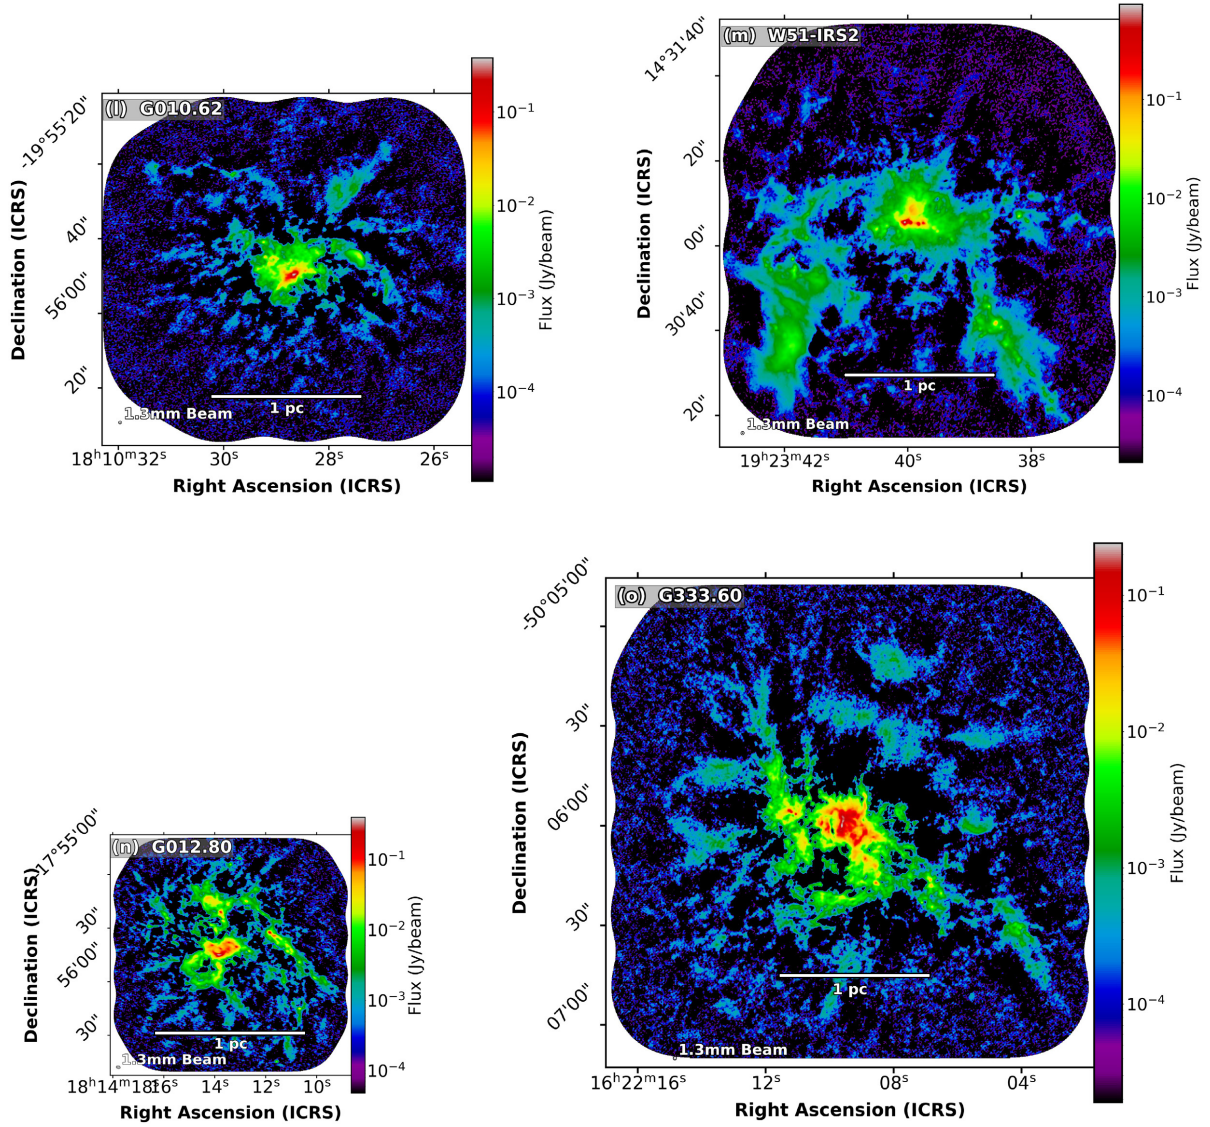 (l) G010.62
-19°55'20"
40"
56'00"
20"
Declination (ICRS)
1 pc
1.3mm Beam
18ʰ10ᵐ32ˢ
30ˢ
28ˢ
26ˢ
Right Ascension (ICRS)
10⁻¹
10⁻²
10⁻³
10⁻⁴
Flux (Jy/beam)
(m) W51-IRS2
14°31'40"
20"
00"
30'40"
20"
Declination (ICRS)
1 pc
1.3mm Beam
19ʰ23ᵐ42ˢ
40ˢ
38ˢ
Right Ascension (ICRS)
10⁻¹
10⁻²
10⁻³
10⁻⁴
Flux (Jy/beam)
(n) G012.80
-17°55'00"
30"
56'00"
30"
Declination (ICRS)
1 pc
1.3mm Beam
18ʰ14ᵐ18ˢ
16ˢ
14ˢ
12ˢ
10ˢ
Right Ascension (ICRS)
10⁻¹
10⁻²
10⁻³
10⁻⁴
Flux (Jy/beam)
(o) G333.60
-50°05'00"
30"
06'00"
30"
07'00"
Declination (ICRS)
1 pc
1.3mm Beam
16ʰ22ᵐ16ˢ
12ˢ
08ˢ
04ˢ
Right Ascension (ICRS)
10⁻¹
10⁻²
10⁻³
10⁻⁴
Flux (Jy/beam)